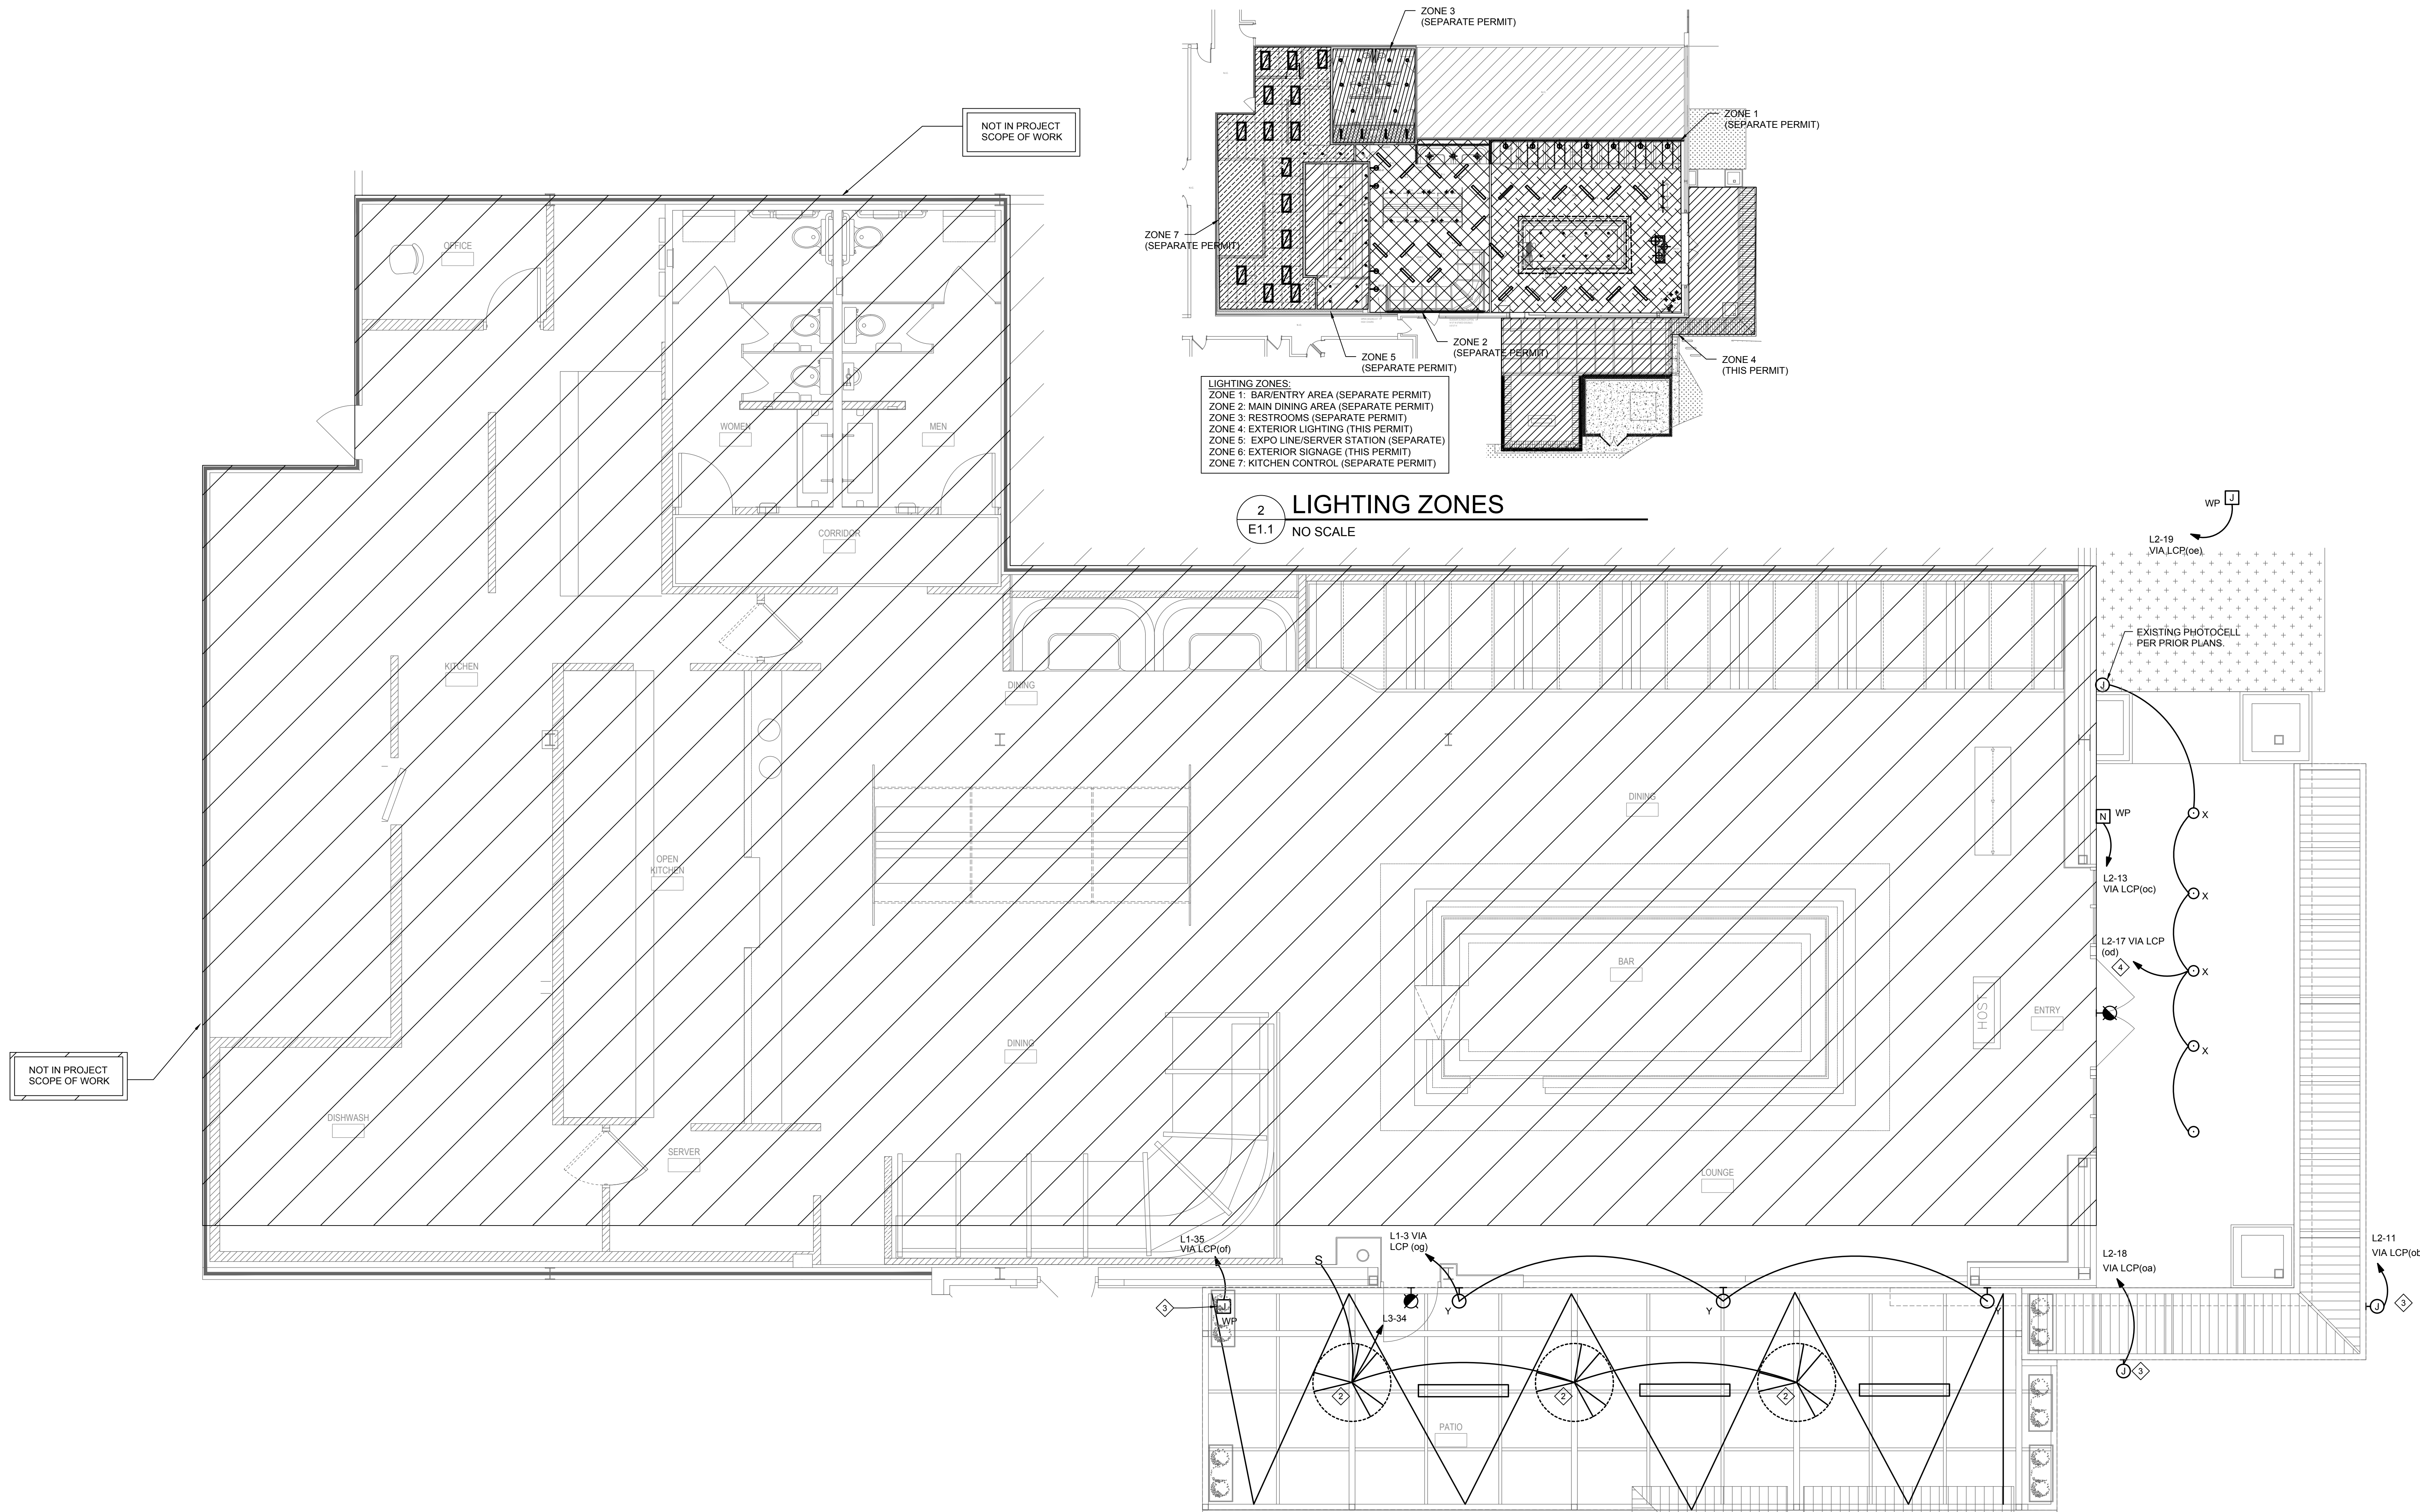 ZONE 3
(SEPARATE PERMIT)
ZONE 1
(SEPARATE PERMIT)
NOT IN PROJECT
SCOPE OF WORK
ZONE 7
(SEPARATE PERMIT)
ZONE 2
(SEPARATE PERMIT)
ZONE 5
(SEPARATE PERMIT)
ZONE 4
(THIS PERMIT)
LIGHTING ZONES:
ZONE 1: BAR/ENTRY AREA (SEPARATE PERMIT)
ZONE 2: MAIN DINING AREA (SEPARATE PERMIT)
ZONE 3: RESTROOMS (SEPARATE PERMIT)
ZONE 4: EXTERIOR LIGHTING (THIS PERMIT)
ZONE 5: EXPO LINE/SERVER STATION (SEPARATE)
ZONE 6: EXTERIOR SIGNAGE (THIS PERMIT)
ZONE 7: KITCHEN CONTROL (SEPARATE PERMIT)
2
E1.1
LIGHTING ZONES
NO SCALE
OFFICE
WOMEN
MEN
CORRIDOR
WP
J
L2-19
VIA LCP(oe)
EXISTING PHOTOCELL
PER PRIOR PLANS.
J
KITCHEN
DINING
DINING
X
N
WP
L2-13
VIA LCP(oc)
X
OPEN
KITCHEN
L2-17 VIA LCP
(od)
4
X
BAR
HOST
ENTRY
X
DINING
NOT IN PROJECT
SCOPE OF WORK
DISHWASH
SERVER
LOUNGE
L1-35
VIA LCP(of)
S
L1-3 VIA
LCP (og)
L2-18
VIA LCP(oa)
L2-11
VIA LCP(ob
3
J
WP
Y
Y
Y
L3-34
J
3
J
3
2
2
2
PATIO